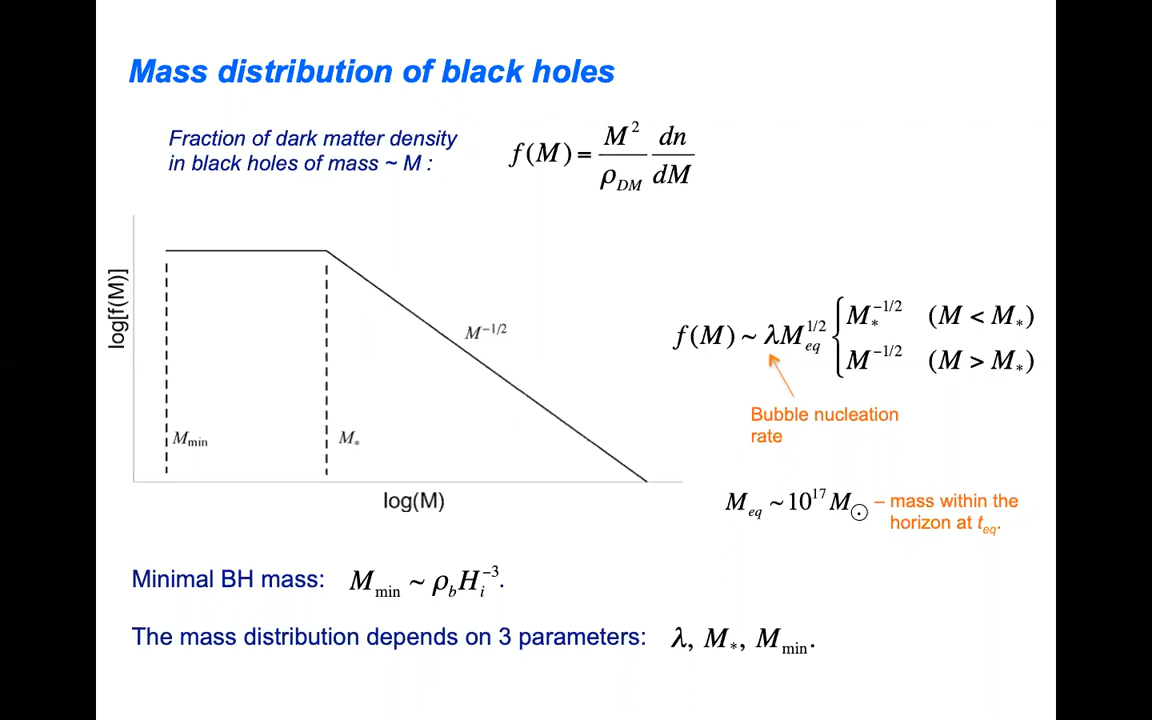 Mass distribution of black holes
Fraction of dark matter density
in black holes of mass ~ M :
f(M) = M² / ρ_DM dn / dM
log[f(M)]
M^{-1/2}
M_min
M_*
log(M)
f(M) ~ λM_eq^{1/2} { M_*^{-1/2} (M < M_*)
M^{-1/2} (M > M_*)
Bubble nucleation
rate
M_eq ~ 10^{17} M_⊙ – mass within the
horizon at t_eq.
Minimal BH mass: M_min ~ ρ_b H_i^{-3}.
The mass distribution depends on 3 parameters: λ, M_*, M_min.